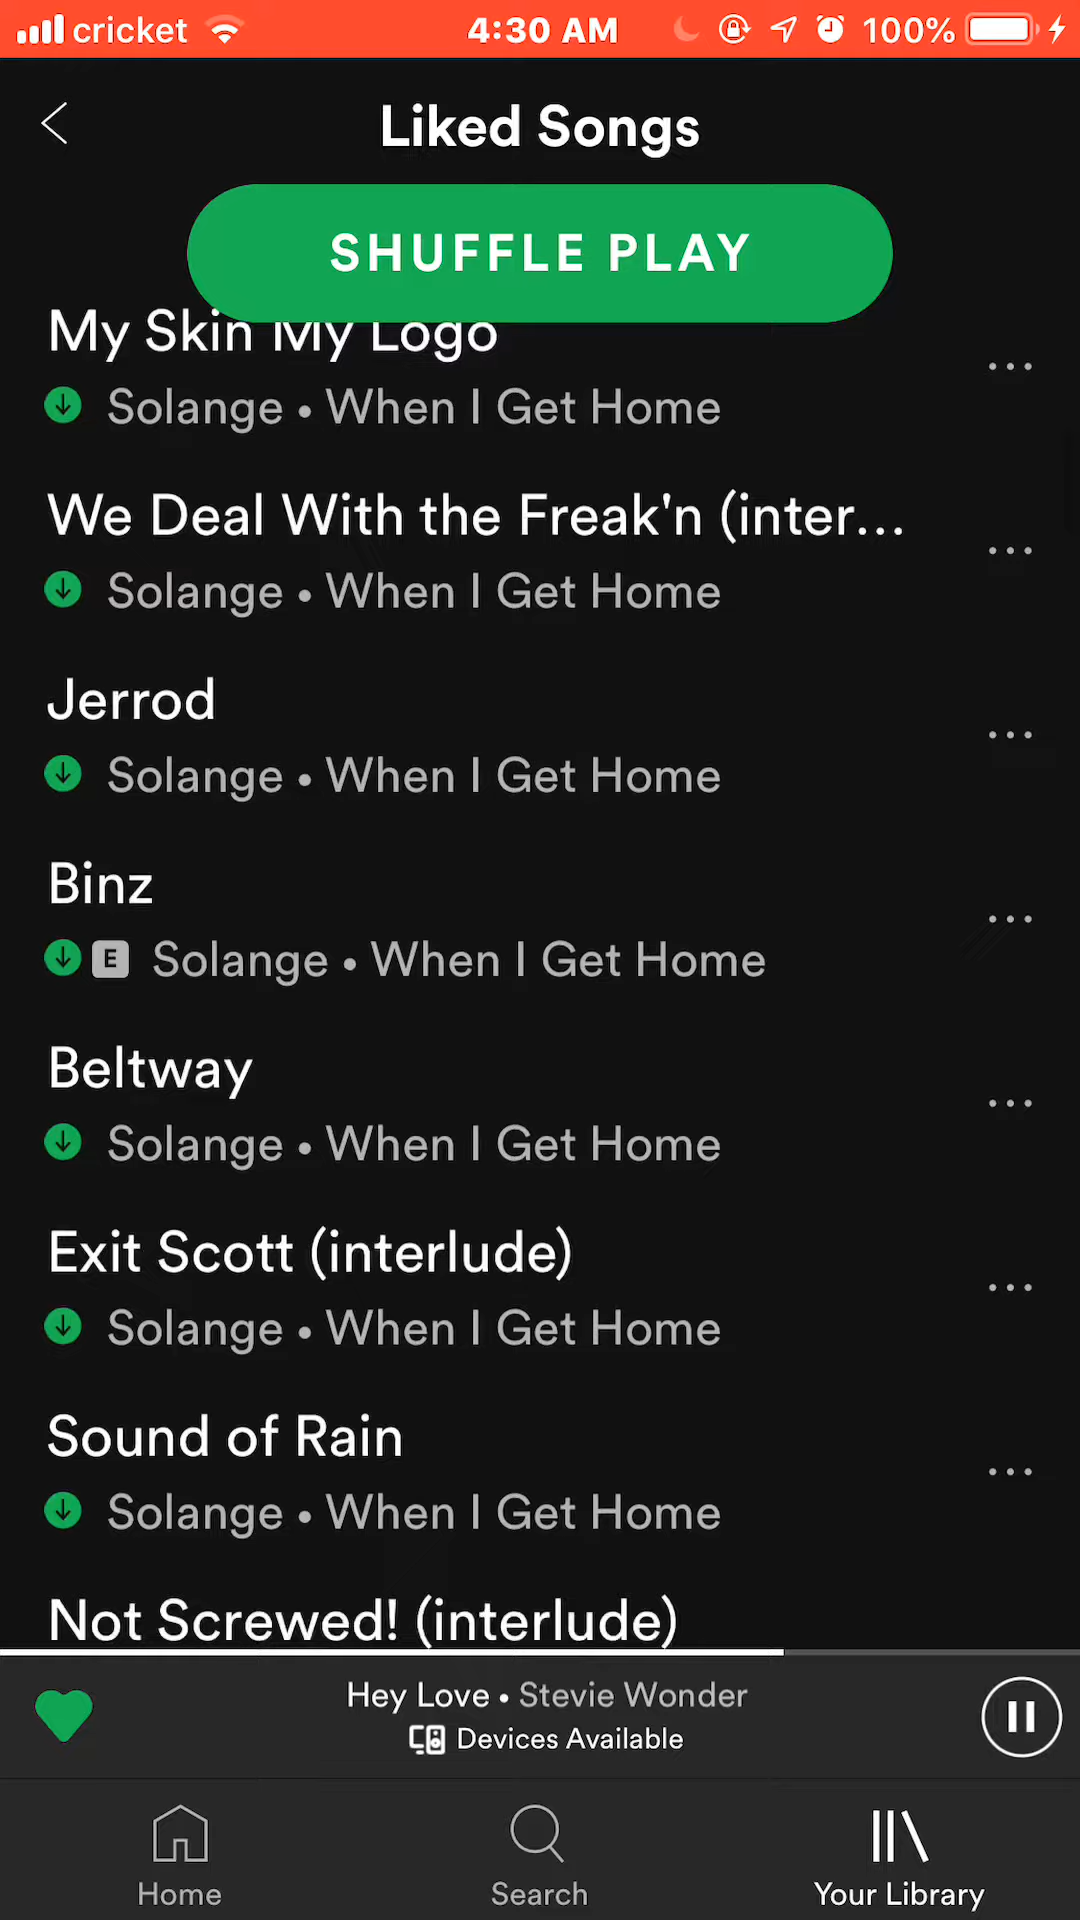 cricket 4:30 AM 100%
Liked Songs
SHUFFLE PLAY
My Skin My Logo
Solange • When I Get Home
We Deal With the Freak'n (inter...
Solange • When I Get Home
Jerrod
Solange • When I Get Home
Binz
E Solange • When I Get Home
Beltway
Solange • When I Get Home
Exit Scott (interlude)
Solange • When I Get Home
Sound of Rain
Solange • When I Get Home
Not Screwed! (interlude)
Hey Love • Stevie Wonder
Devices Available
Home Search Your Library